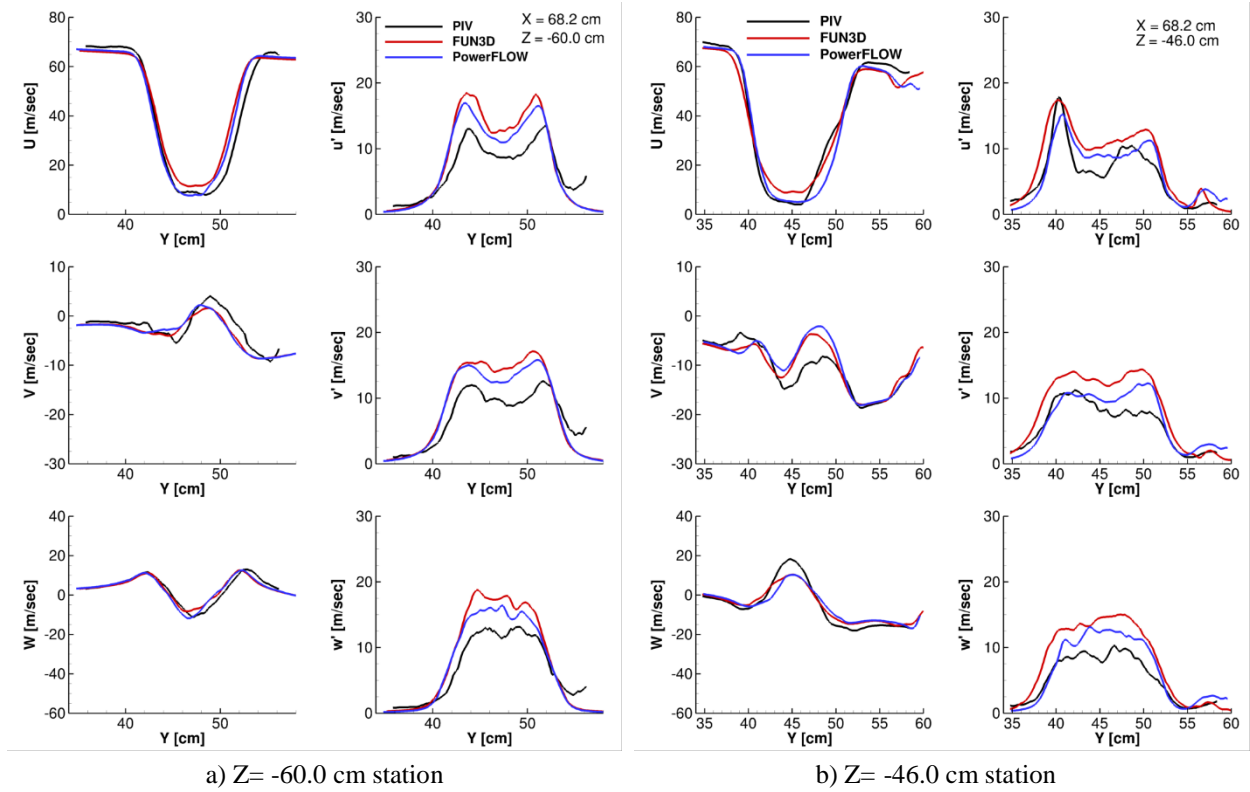 PIV
FUN3D
PowerFLOW
X = 68.2 cm
Z = -60.0 cm
U [m/sec]
80
60
40
20
0
40
50
Y [cm]
u' [m/sec]
30
20
10
0
40
50
Y [cm]
V [m/sec]
10
0
-10
-20
-30
40
50
Y [cm]
v' [m/sec]
30
20
10
0
40
50
Y [cm]
W [m/sec]
40
20
0
-20
-40
-60
40
50
Y [cm]
w' [m/sec]
30
20
10
0
40
50
Y [cm]
a) Z= -60.0 cm station
PIV
FUN3D
PowerFLOW
X = 68.2 cm
Z = -46.0 cm
U [m/sec]
80
60
40
20
0
35 40 45 50 55 60
Y [cm]
u' [m/sec]
30
20
10
0
35 40 45 50 55 60
Y [cm]
V [m/sec]
10
0
-10
-20
-30
35 40 45 50 55 60
Y [cm]
v' [m/sec]
30
20
10
0
35 40 45 50 55 60
Y [cm]
W [m/sec]
40
20
0
-20
-40
-60
35 40 45 50 55 60
Y [cm]
w' [m/sec]
30
20
10
0
35 40 45 50 55 60
Y [cm]
b) Z= -46.0 cm station